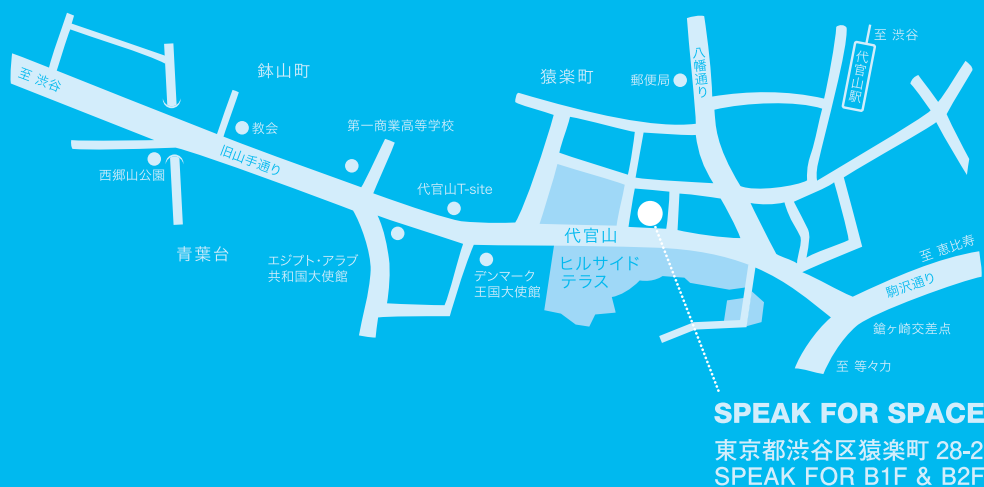 至 渋谷
鉢山町
猿楽町
郵便局
八幡通り
至 渋谷
代官山駅
教会
第一商業高等学校
旧山手通り
西郷山公園
代官山T-site
青葉台
エジプト・アラブ
共和国大使館
デンマーク
王国大使館
代官山
ヒルサイド
テラス
至 恵比寿
駒沢通り
鎗ヶ崎交差点
至 等々力
SPEAK FOR SPACE
東京都渋谷区猿楽町 28-2
SPEAK FOR B1F & B2F